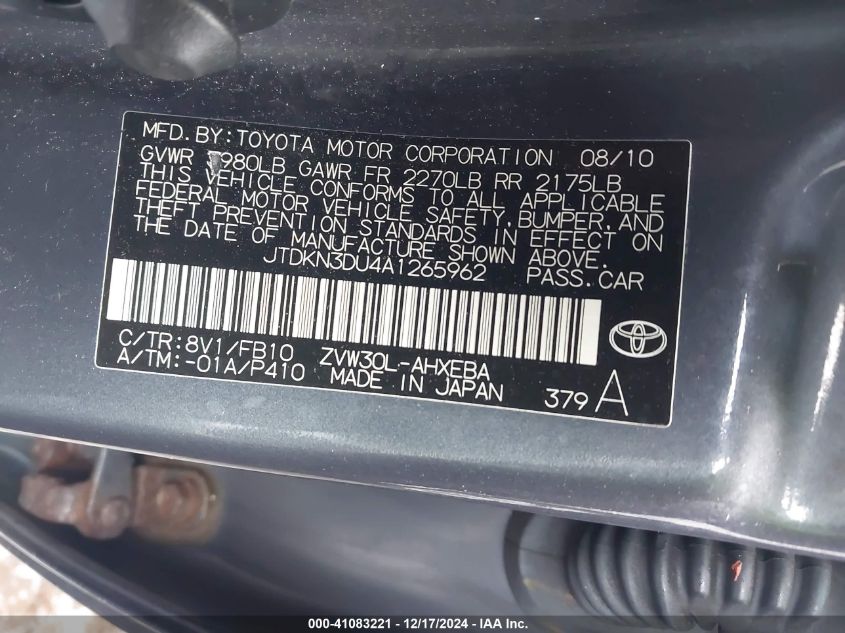 MFD. BY: TOYOTA MOTOR CORPORATION 08/10
GVWR 3980LB GAWR FR 2270LB RR 2175LB
THIS VEHICLE CONFORMS TO ALL APPLICABLE
FEDERAL MOTOR VEHICLE SAFETY, BUMPER, AND
THEFT PREVENTION STANDARDS IN EFFECT ON
THE DATE OF MANUFACTURE SHOWN ABOVE.
JTDKN3DU4A1265962 PASS. CAR
C/TR: 8V1/FB10 ZVW30L-AHXEBA
A/TM: -01A/P410 MADE IN JAPAN 379 A
000-41083221 - 12/17/2024 - IAA Inc.